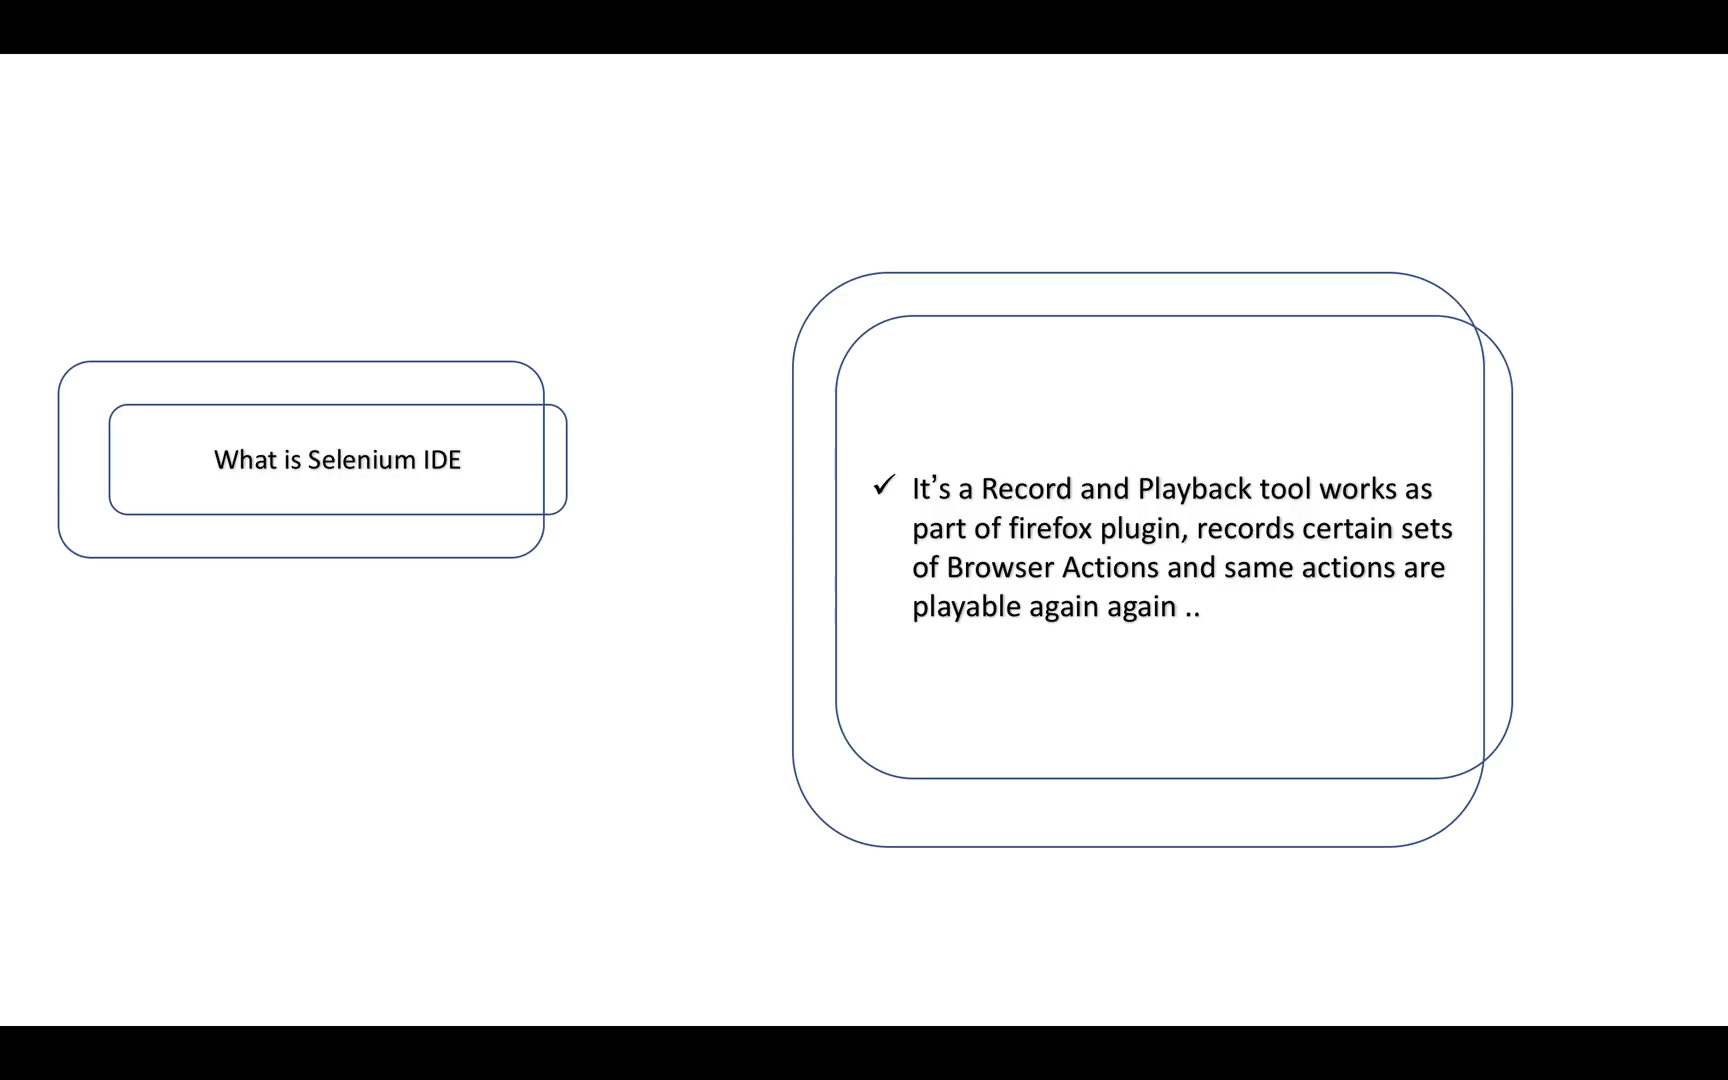 What is Selenium IDE
✓ It’s a Record and Playback tool works as
part of firefox plugin, records certain sets
of Browser Actions and same actions are
playable again again ..